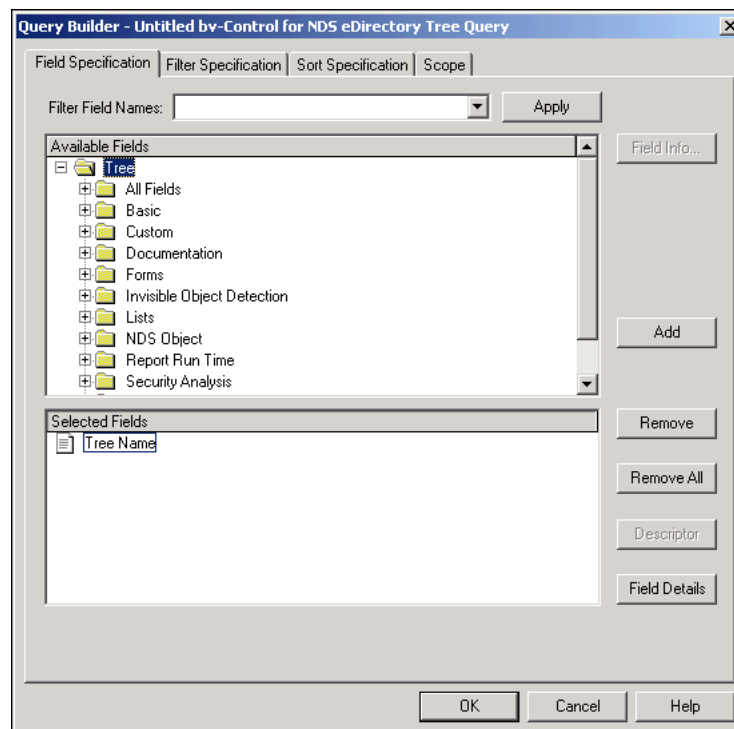 Query Builder - Untitled bv-Control for NDS eDirectory Tree Query
Field Specification Filter Specification Sort Specification Scope
Filter Field Names: Apply
Available Fields
Field Info...
Tree
All Fields
Basic
Custom
Documentation
Forms
Invisible Object Detection
Lists
NDS Object
Add
Report Run Time
Security Analysis
Selected Fields
Remove
Tree Name
Remove All
Descriptor
Field Details
OK Cancel Help